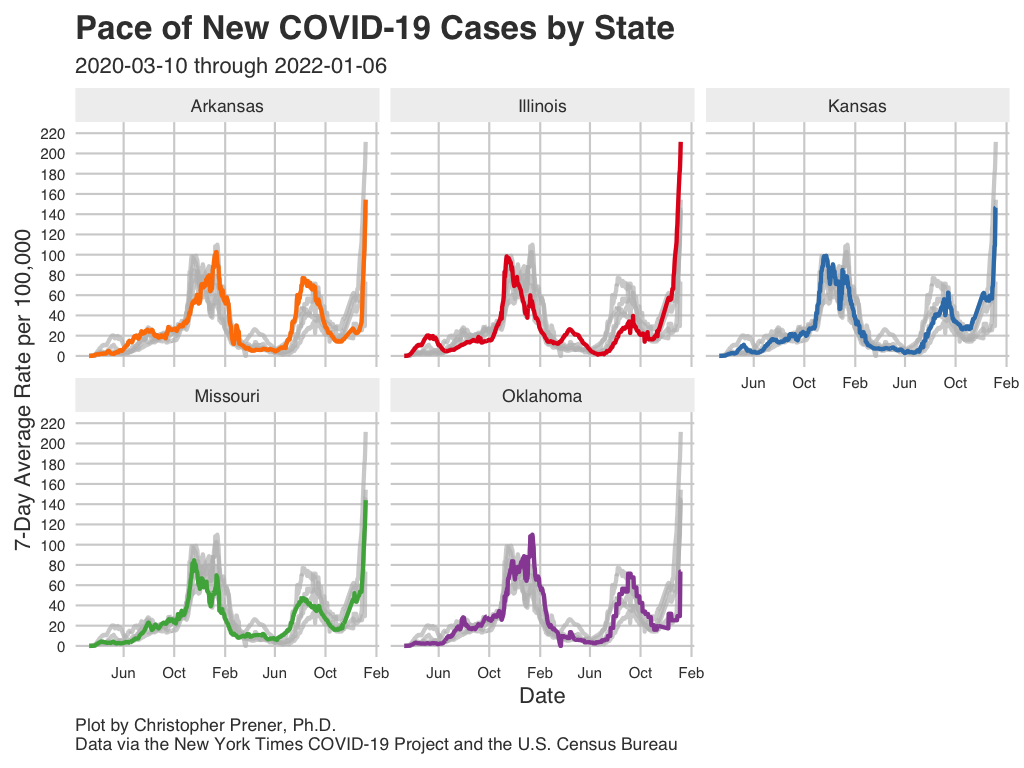 Pace of New COVID-19 Cases by State
2020-03-10 through 2022-01-06
Arkansas Illinois Kansas
220
200
180
160
140
120
100
80
60
40
20
0
Jun Oct Feb Jun Oct Feb
Missouri Oklahoma
220
200
180
160
140
120
100
80
60
40
20
0
Jun Oct Feb Jun Oct Feb Jun Oct Feb Jun Oct Feb
7-Day Average Rate per 100,000
Date
Plot by Christopher Prener, Ph.D.
Data via the New York Times COVID-19 Project and the U.S. Census Bureau